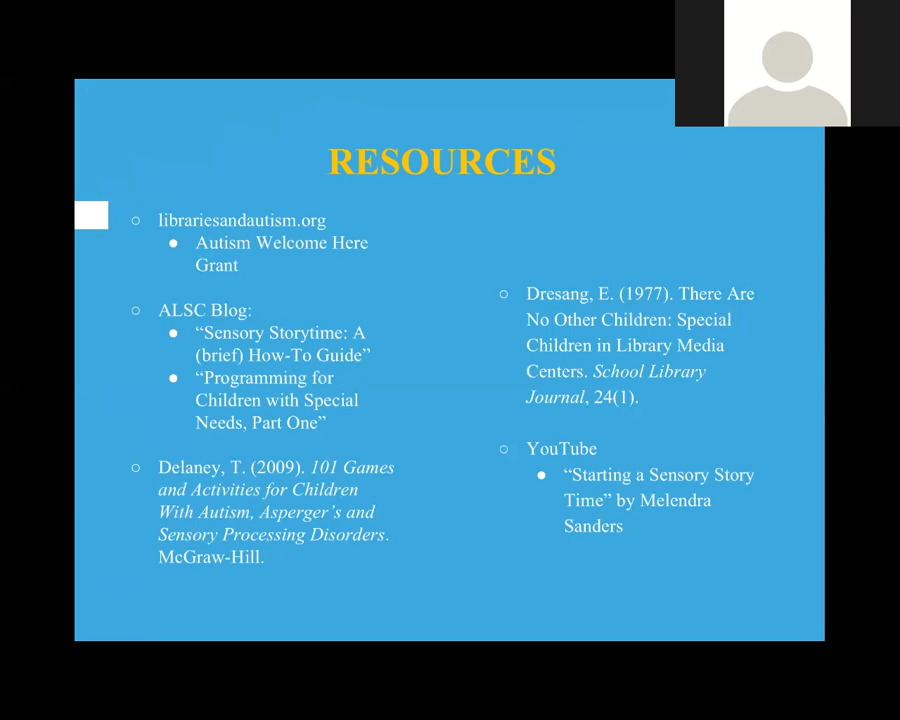 RESOURCES
librariesandautism.org
Autism Welcome Here
Grant
ALSC Blog:
“Sensory Storytime: A
(brief) How-To Guide”
“Programming for
Children with Special
Needs, Part One”
Delaney, T. (2009). 101 Games
and Activities for Children
With Autism, Asperger’s and
Sensory Processing Disorders.
McGraw-Hill.
Dresang, E. (1977). There Are
No Other Children: Special
Children in Library Media
Centers. School Library
Journal, 24(1).
YouTube
“Starting a Sensory Story
Time” by Melendra
Sanders